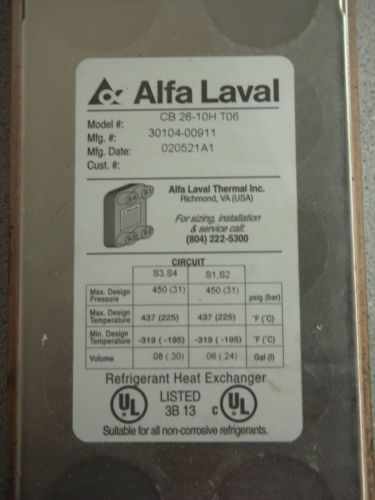 Alfa Laval
Model #: CB 26-10H T06
Mfg. #: 30104-00911
Mfg. Date: 020521A1
Cust. #:
Alfa Laval Thermal Inc.
Richmond, VA (USA)
For sizing, installation
& service call:
(804) 222-5300
S4 S1
S3 S2
CIRCUIT
S3,S4 S1,S2
Max. Design Pressure 450 (31) 450 (31) psig (bar)
Max. Design Temperature 437 (225) 437 (225) °F (°C)
Min. Design Temperature -319 ( -195) -319 ( -195) °F (°C)
Volume .08 (.30) .06 (.24) Gal (l)
Refrigerant Heat Exchanger
UL LISTED c UL
3B 13
Suitable for all non-corrosive refrigerants.